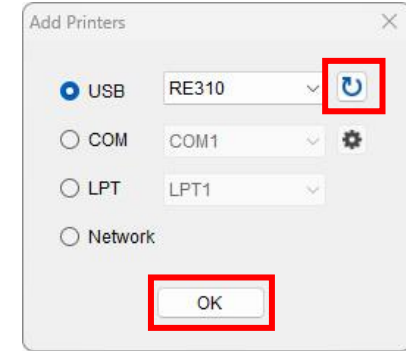 Add Printers
USB RE310
COM COM1
LPT LPT1
Network
OK